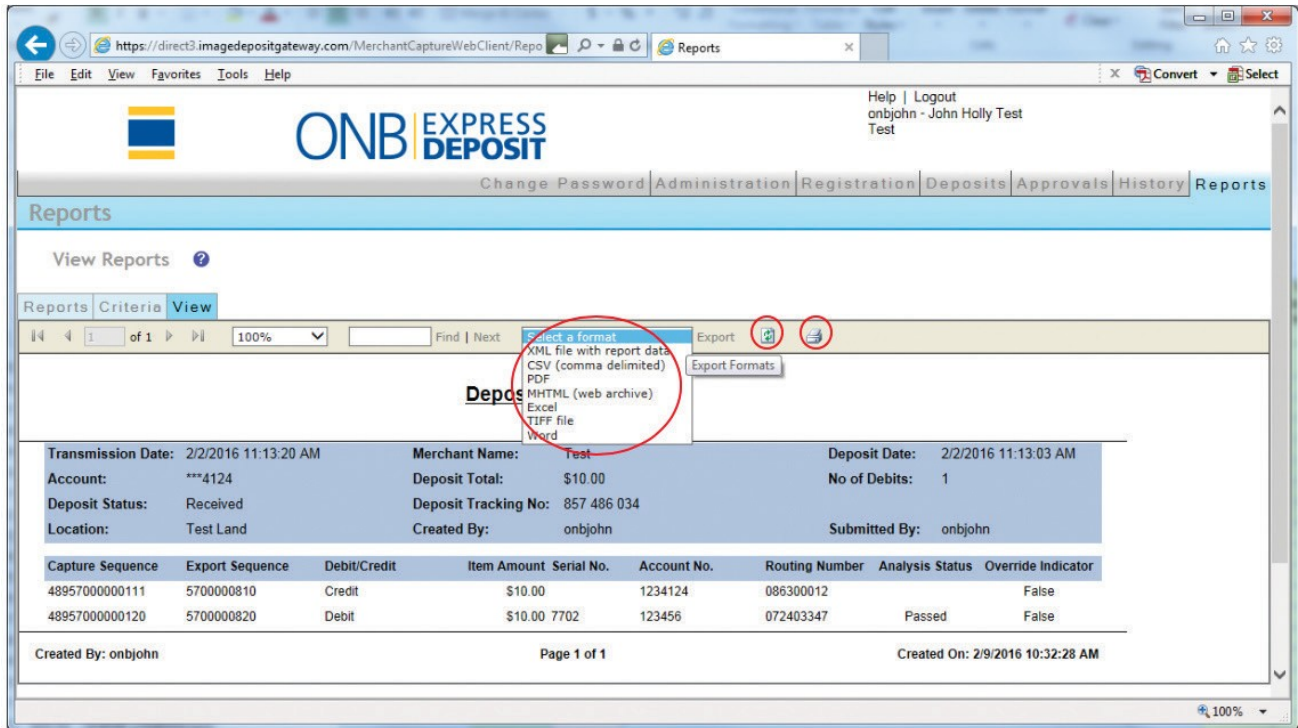 https://direct3.imagedepositgateway.com/MerchantCaptureWebClient/Repo Reports
File Edit View Favorites Tools Help Convert Select
Help | Logout
onbjohn - John Holly Test
Test
ONB EXPRESS DEPOSIT
Change Password Administration Registration Deposits Approvals History Reports
Reports
View Reports ?
Reports Criteria View
1 of 1 100% Find | Next Select a format Export
XML file with report data
CSV (comma delimited) Export Formats
PDF
MHTML (web archive)
Excel
TIFF file
Word
Depos
Transmission Date: 2/2/2016 11:13:20 AM Merchant Name: Test Deposit Date: 2/2/2016 11:13:03 AM
Account: ***4124 Deposit Total: $10.00 No of Debits: 1
Deposit Status: Received Deposit Tracking No: 857 486 034
Location: Test Land Created By: onbjohn Submitted By: onbjohn
Capture Sequence Export Sequence Debit/Credit Item Amount Serial No. Account No. Routing Number Analysis Status Override Indicator
48957000000111 5700000810 Credit $10.00 1234124 086300012 False
48957000000120 5700000820 Debit $10.00 7702 123456 072403347 Passed False
Created By: onbjohn Page 1 of 1 Created On: 2/9/2016 10:32:28 AM
100%